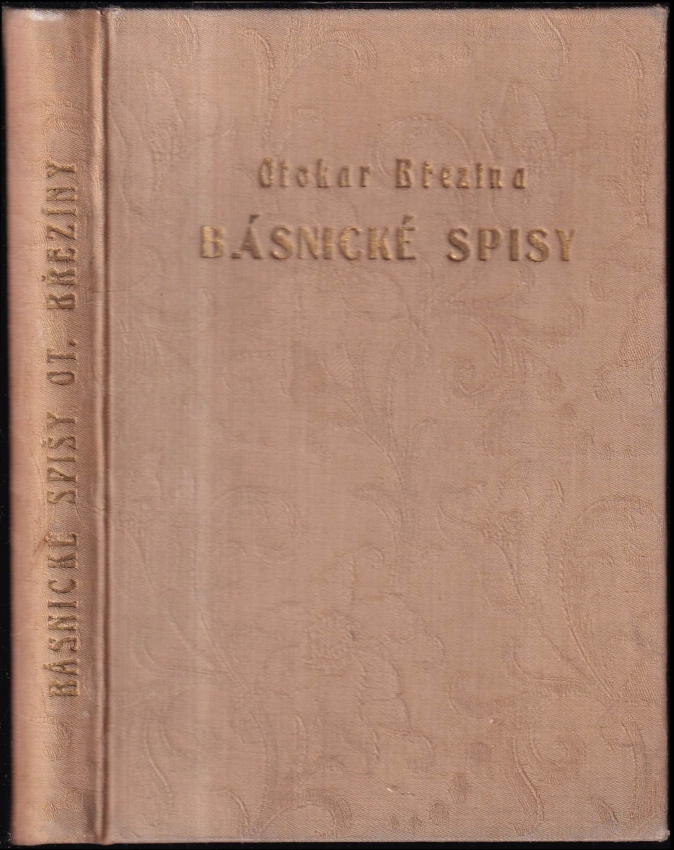 Otokar Březina
BÁSNICKÉ SPISY
BÁSNICKÉ SPISY OT. BŘEZINY